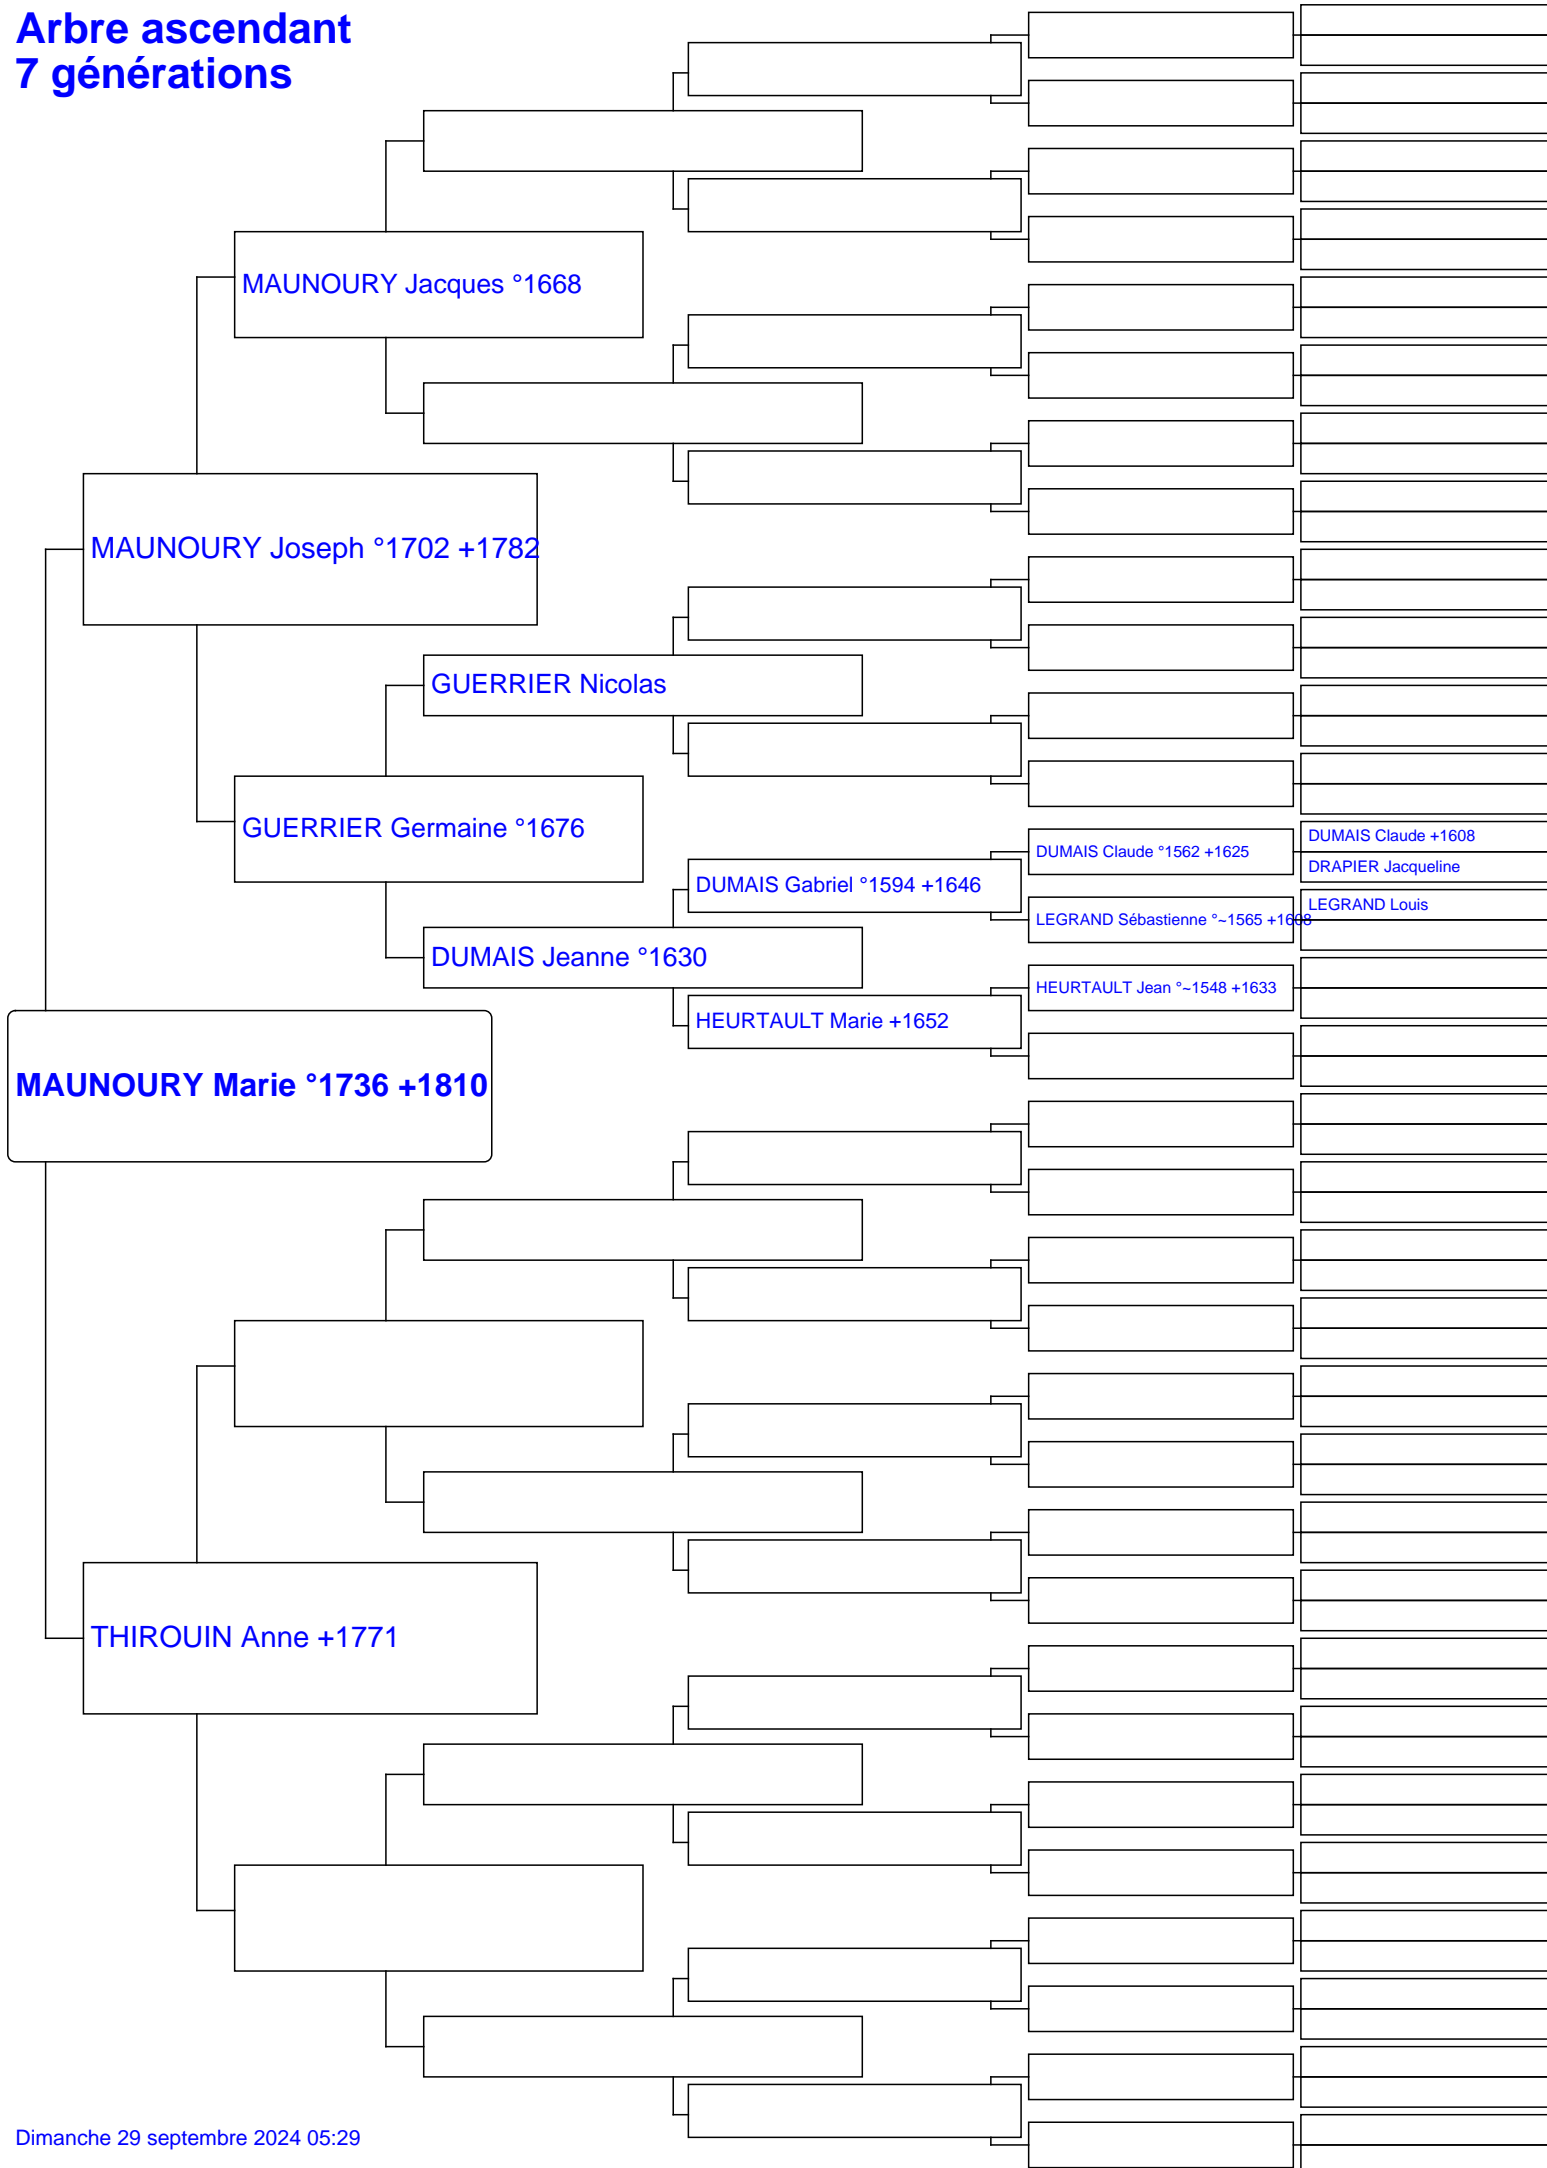 Arbre ascendant
7 générations
MAUNOURY Jacques °1668
MAUNOURY Joseph °1702 +1782
GUERRIER Nicolas
GUERRIER Germaine °1676
DUMAIS Claude +1608
DUMAIS Claude °1562 +1625
DRAPIER Jacqueline
DUMAIS Gabriel °1594 +1646
LEGRAND Louis
LEGRAND Sébastienne °~1565 +1608
DUMAIS Jeanne °1630
HEURTAULT Jean °~1548 +1633
HEURTAULT Marie +1652
MAUNOURY Marie °1736 +1810
THIROUIN Anne +1771
Dimanche 29 septembre 2024 05:29